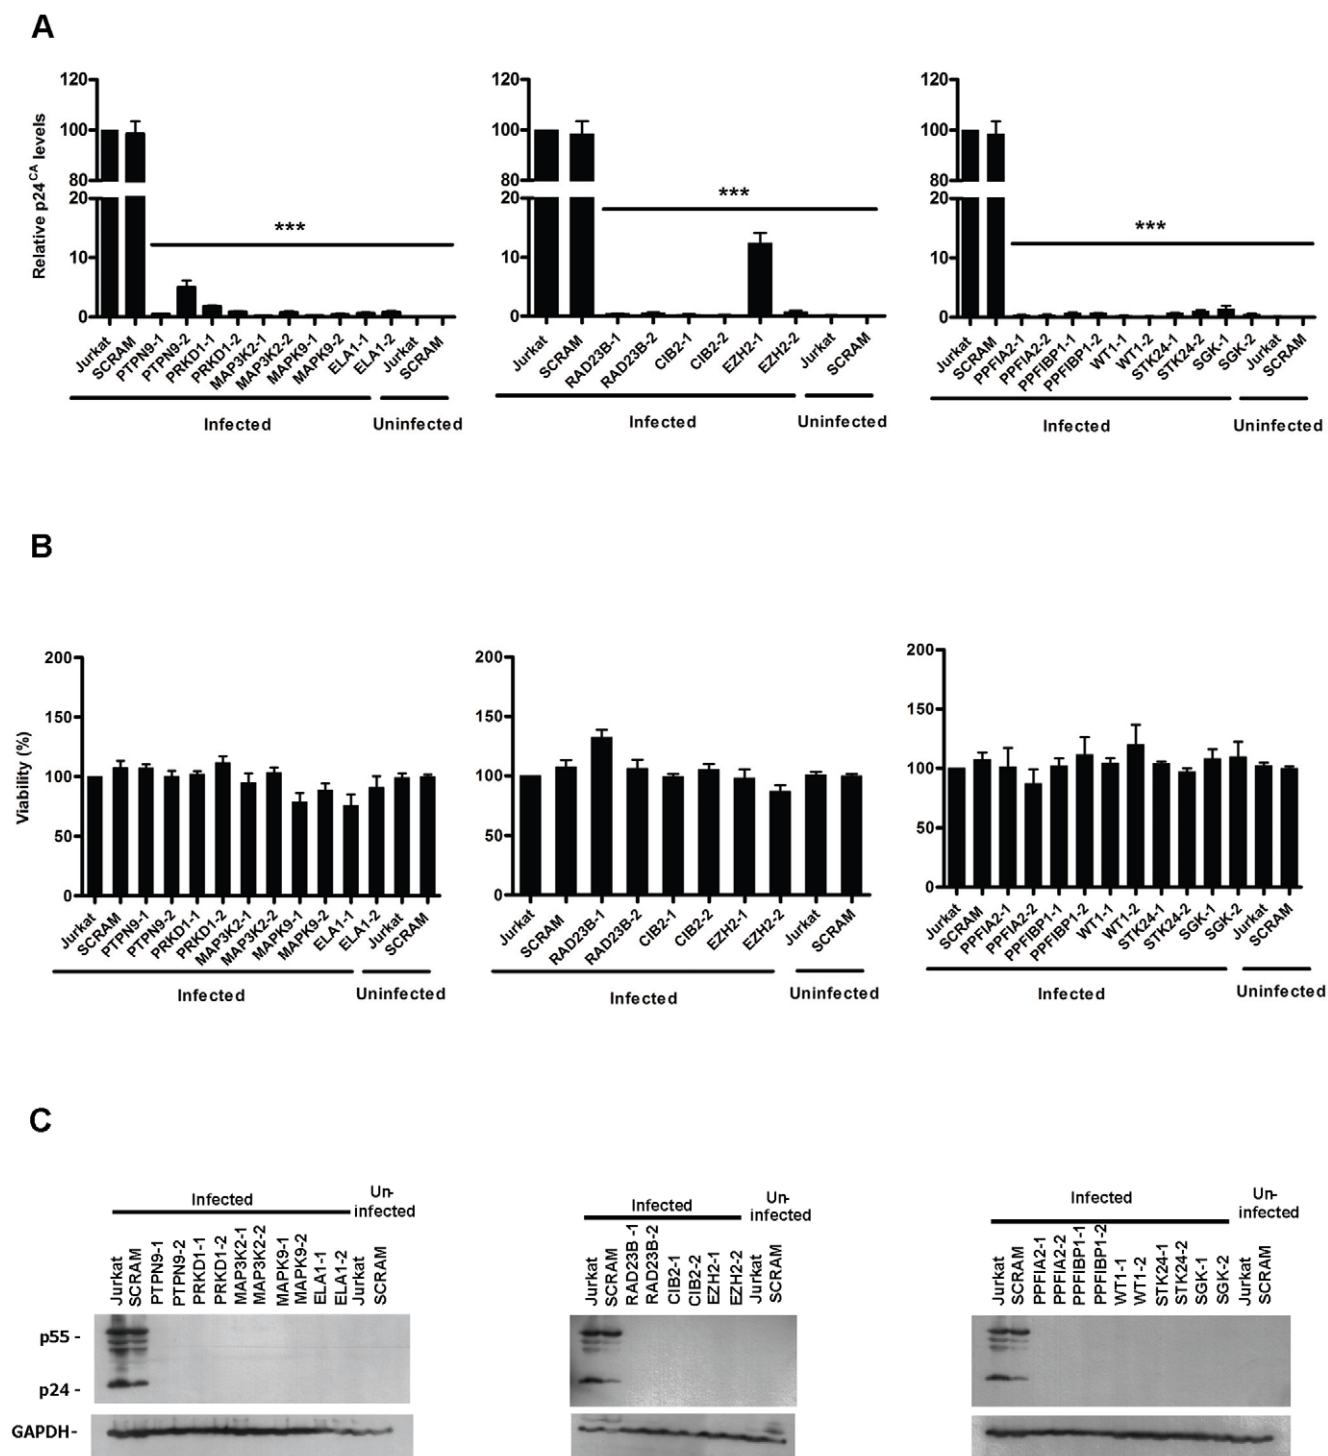 A
Relative p24CA levels
120
100
80
20
10
0
***
Jurkat SCRAM PTPN9-1 PTPN9-2 PRKD1-1 PRKD1-2 MAP3K2-1 MAP3K2-2 MAPK9-1 MAPK9-2 ELA1-1 ELA1-2 Jurkat SCRAM
Infected Uninfected
120
100
80
20
10
0
***
Jurkat SCRAM RAD23B-1 RAD23B-2 CIB2-1 CIB2-2 EZH2-1 EZH2-2 Jurkat SCRAM
Infected Uninfected
120
100
80
20
10
0
***
Jurkat SCRAM PPFIA2-1 PPFIA2-2 PPFIBP1-1 PPFIBP1-2 WT1-1 WT1-2 STK24-1 STK24-2 SGK-1 SGK-2 Jurkat SCRAM
Infected Uninfected
B
Viability (%)
200
150
100
50
0
Jurkat SCRAM PTPN9-1 PTPN9-2 PRKD1-1 PRKD1-2 MAP3K2-1 MAP3K2-2 MAPK9-1 MAPK9-2 ELA1-1 ELA1-2 Jurkat SCRAM
Infected Uninfected
200
150
100
50
0
Jurkat SCRAM RAD23B-1 RAD23B-2 CIB2-1 CIB2-2 EZH2-1 EZH2-2 Jurkat SCRAM
Infected Uninfected
200
150
100
50
0
Jurkat SCRAM PPFIA2-1 PPFIA2-2 PPFIBP1-1 PPFIBP1-2 WT1-1 WT1-2 STK24-1 STK24-2 SGK-1 SGK-2 Jurkat SCRAM
Infected Uninfected
C
Infected
Un-
infected
Jurkat SCRAM PTPN9-1 PTPN9-2 PRKD1-1 PRKD1-2 MAP3K2-1 MAP3K2-2 MAPK9-1 MAPK9-2 ELA1-1 ELA1-2 Jurkat SCRAM
p55 -
p24 -
GAPDH-
Infected
Un-
infected
Jurkat SCRAM RAD23B -1 RAD23B-2 CIB2-1 CIB2-2 EZH2-1 EZH2-2 Jurkat SCRAM
Infected
Un-
infected
Jurkat SCRAM PPFIA2-1 PPFIA2-2 PPFIBP1-1 PPFIBP1-2 WT1-1 WT1-2 STK24-1 STK24-2 SGK-1 SGK-2 Jurkat SCRAM